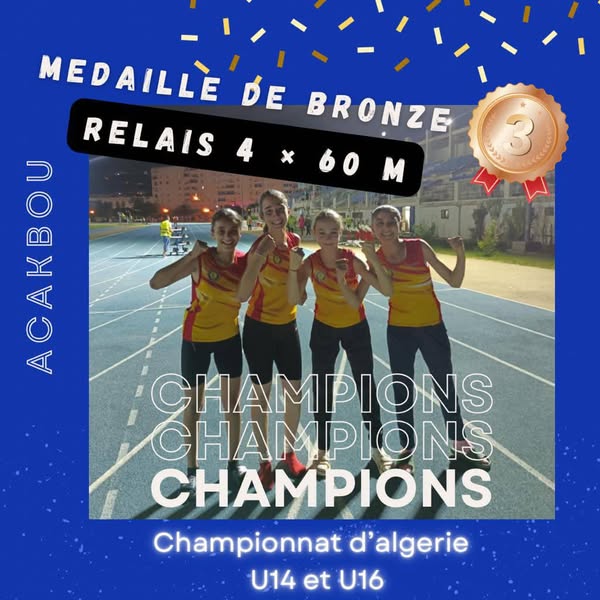 MEDAILLE DE BRONZE
RELAIS 4 × 60 M
3
ACAKBOU
CHAMPIONS
CHAMPIONS
CHAMPIONS
Championnat d'algerie
U14 et U16